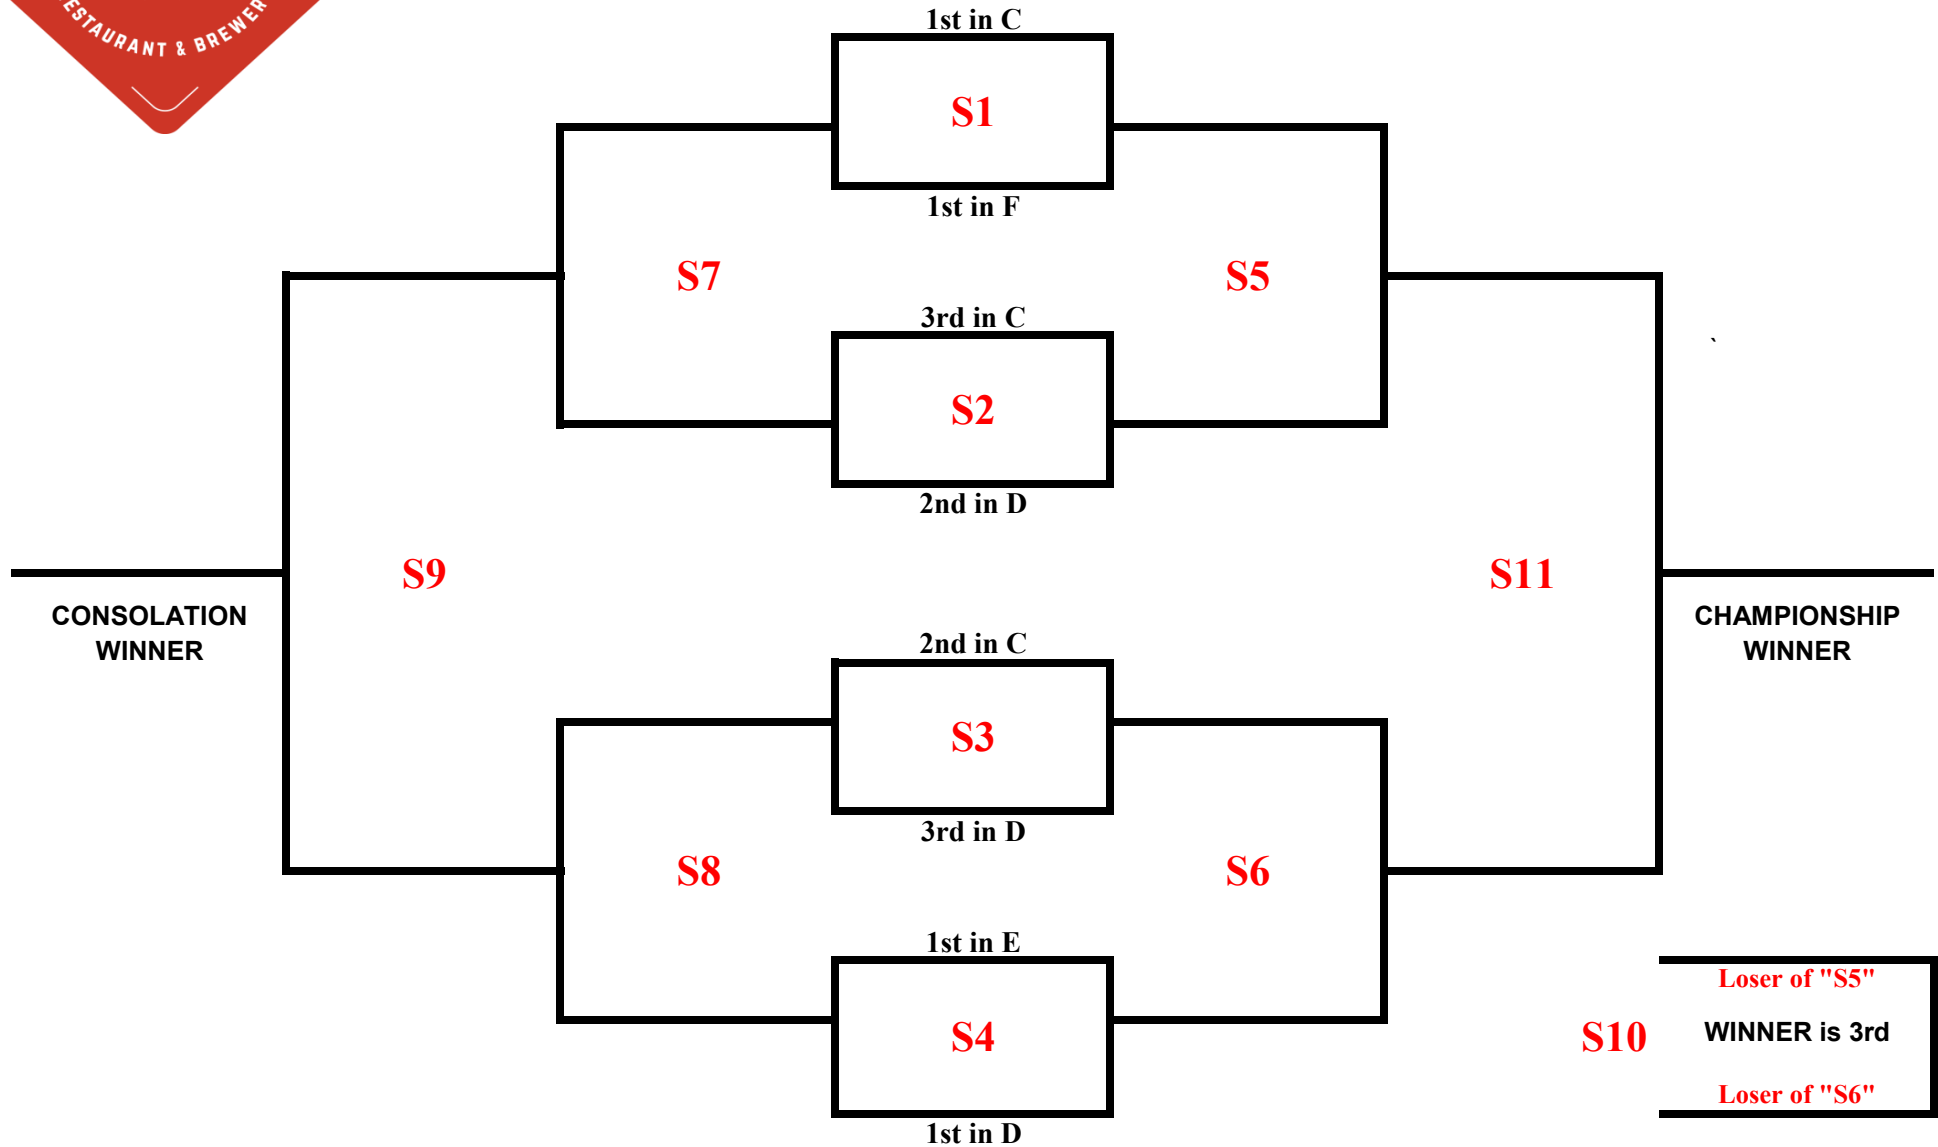 RESTAURANT & BREWER
1st in C
S1
1st in F
S7
S5
3rd in C
`
S2
2nd in D
S9
S11
CONSOLATION
WINNER
CHAMPIONSHIP
WINNER
2nd in C
S3
3rd in D
S8
S6
1st in E
Loser of "S5"
S4
S10
WINNER is 3rd
Loser of "S6"
1st in D